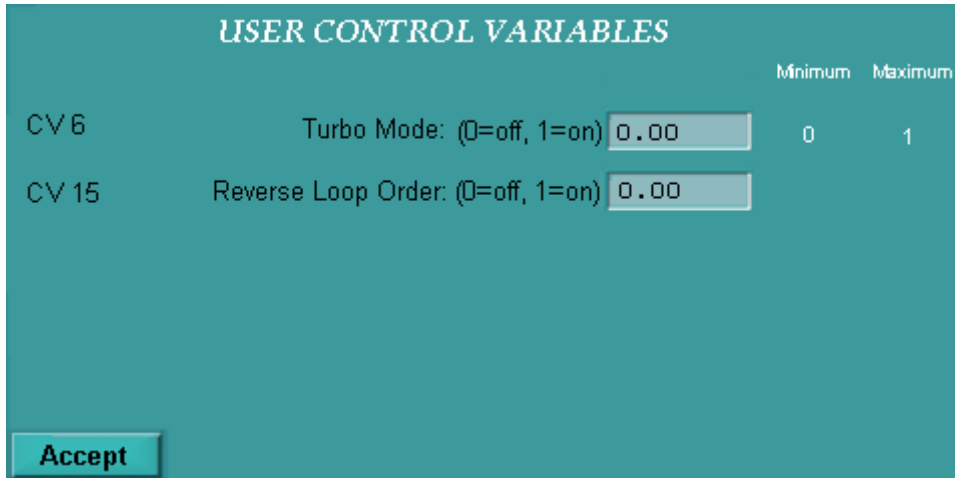 USER CONTROL VARIABLES
Minimum Maximum
CV 6 Turbo Mode: (0=off, 1=on) 0.00 0 1
CV 15 Reverse Loop Order: (0=off, 1=on) 0.00
Accept